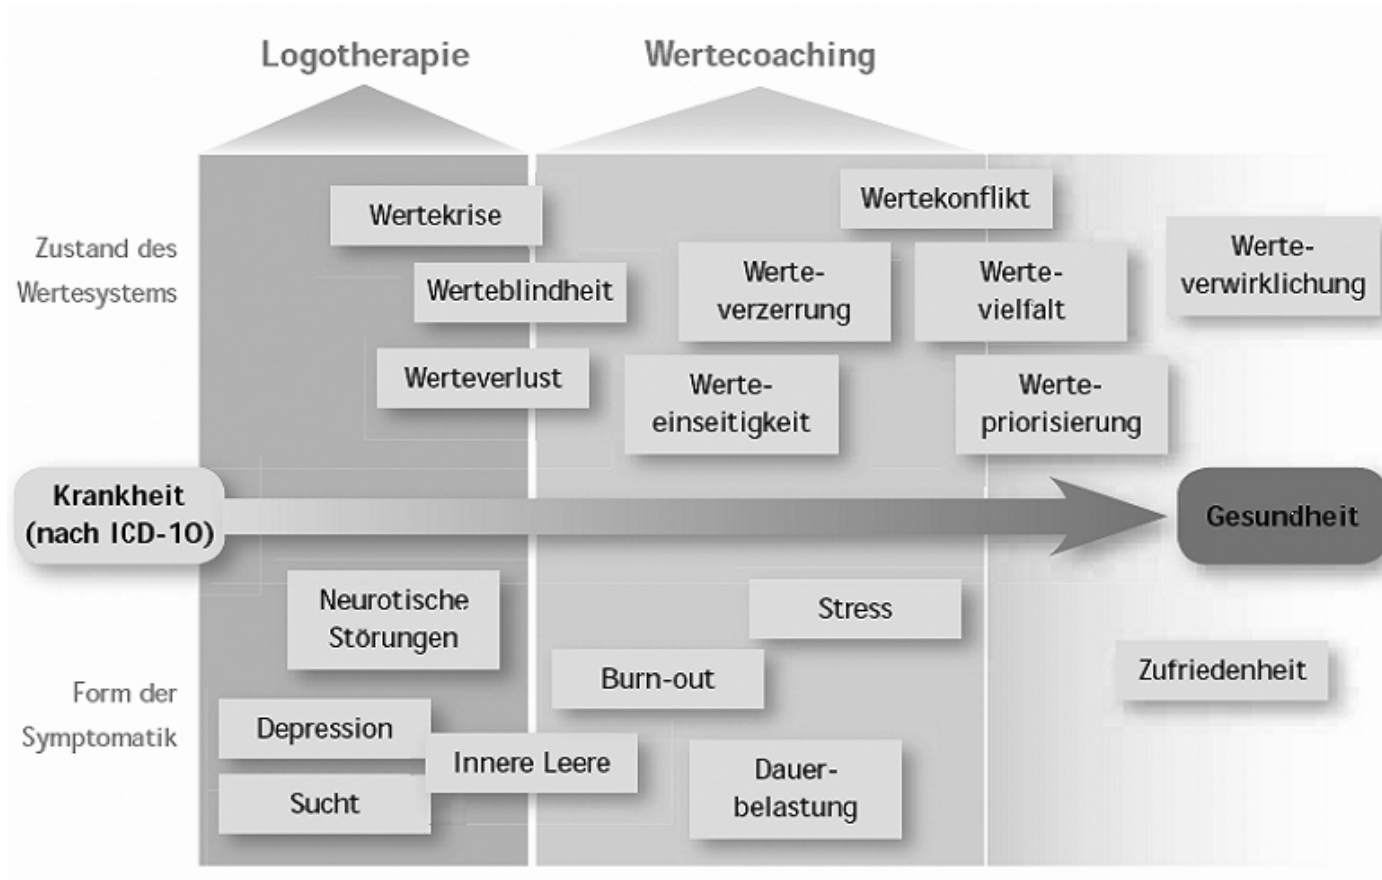 Logotherapie
Wertecoaching
Zustand des
Wertesystems
Wertekrise
Werteblindheit
Werteverlust
Werte-
verzerrung
Werte-
einseitigkeit
Wertekonflikt
Werte-
vielfalt
Werte-
priorisierung
Werte-
verwirklichung
Krankheit
(nach ICD-10)
Gesundheit
Form der
Symptomatik
Neurotische
Störungen
Depression
Sucht
Innere Leere
Burn-out
Stress
Dauer-
belastung
Zufriedenheit